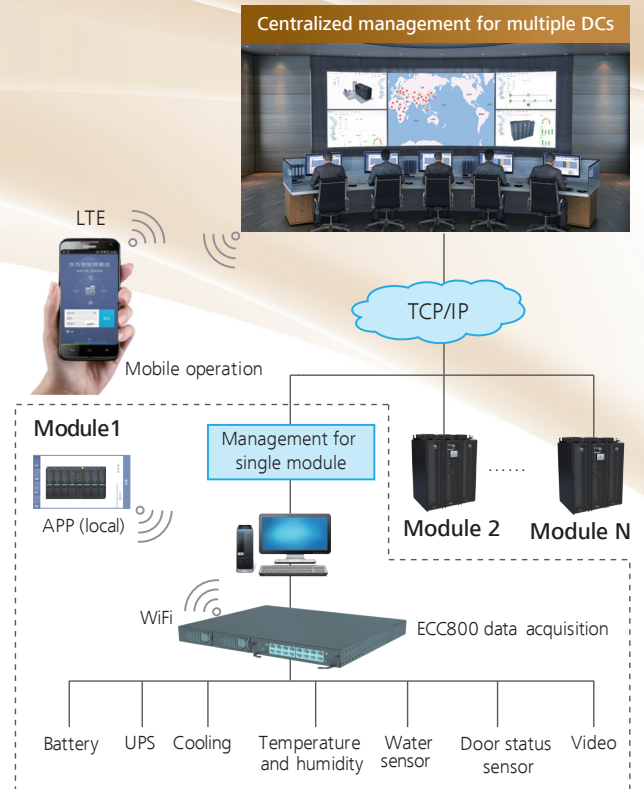 Centralized management for multiple DCs
LTE
TCP/IP
Mobile operation
Module1
Management for
single module
......
APP (local)
Module 2
Module N
WiFi
ECC800 data acquisition
Battery
UPS
Cooling
Temperature
and humidity
Water
sensor
Door status
sensor
Video